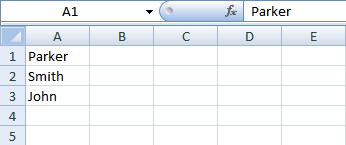 A1 fx Parker
A B C D E
1 Parker
2 Smith
3 John
4
5